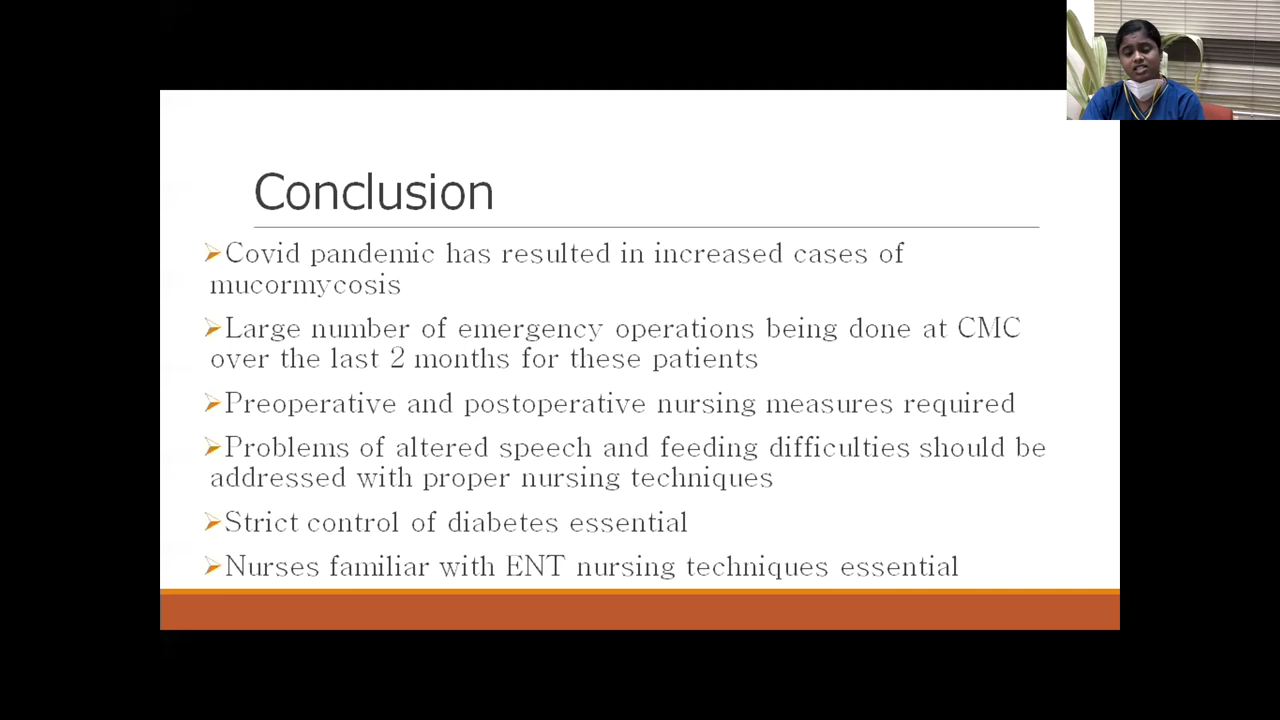 Conclusion
Covid pandemic has resulted in increased cases of
mucormycosis
Large number of emergency operations being done at CMC
over the last 2 months for these patients
Preoperative and postoperative nursing measures required
Problems of altered speech and feeding difficulties should be
addressed with proper nursing techniques
Strict control of diabetes essential
Nurses familiar with ENT nursing techniques essential